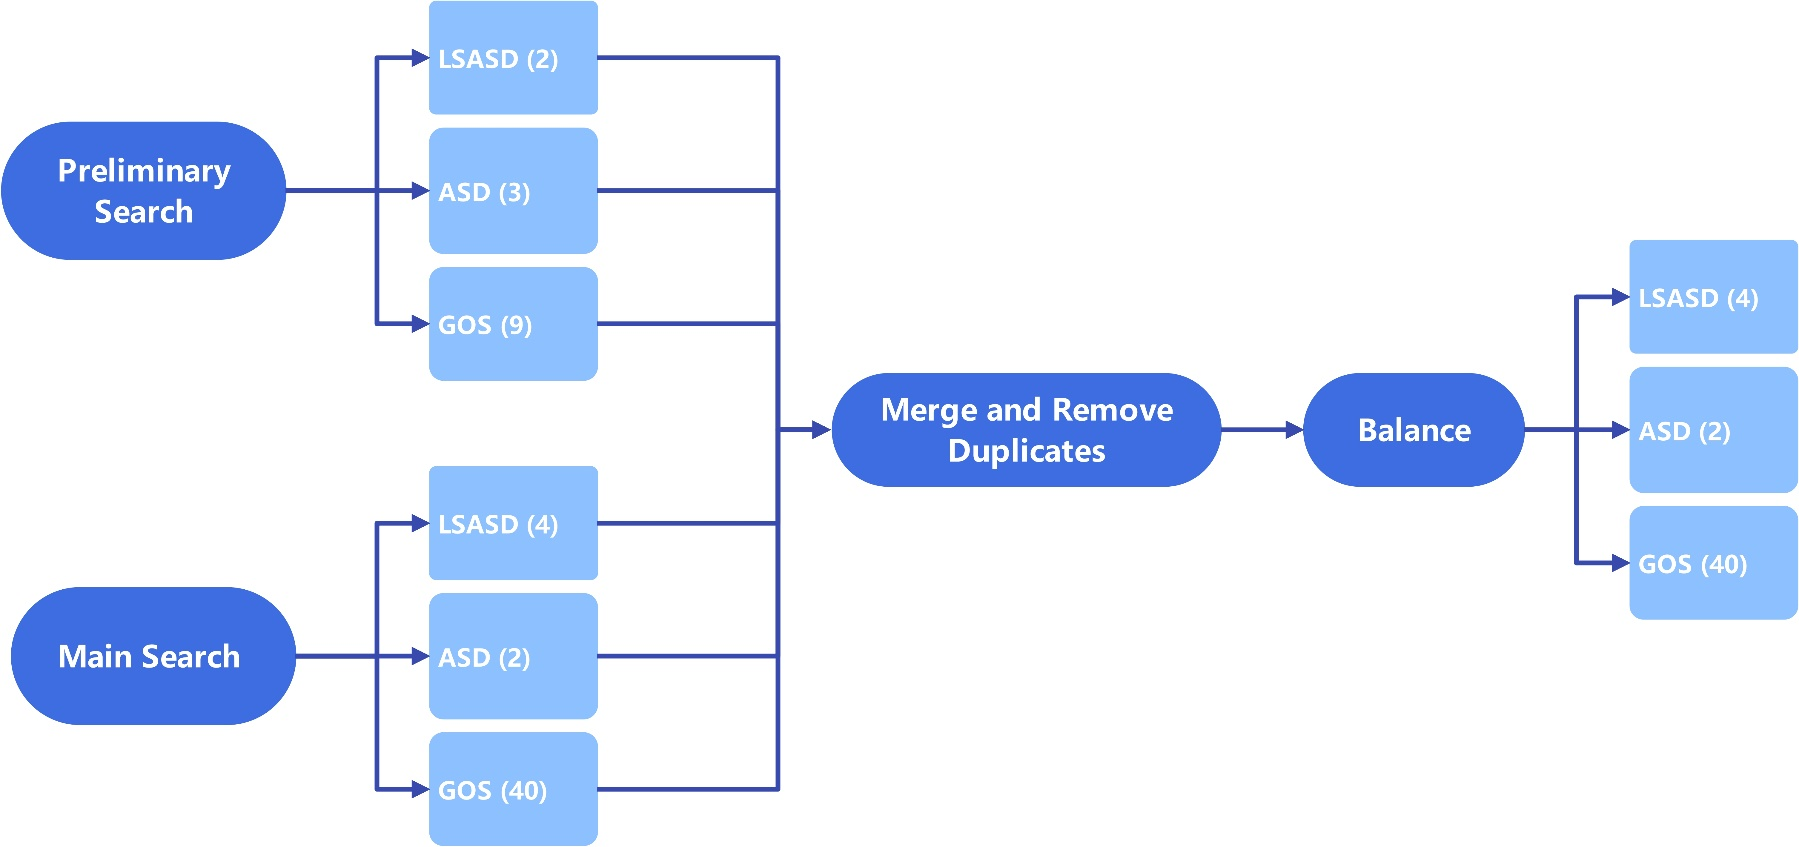 Preliminary
Search
LSASD (2)
ASD (3)
GOS (9)
Main Search
LSASD (4)
ASD (2)
GOS (40)
Merge and Remove
Duplicates
Balance
LSASD (4)
ASD (2)
GOS (40)